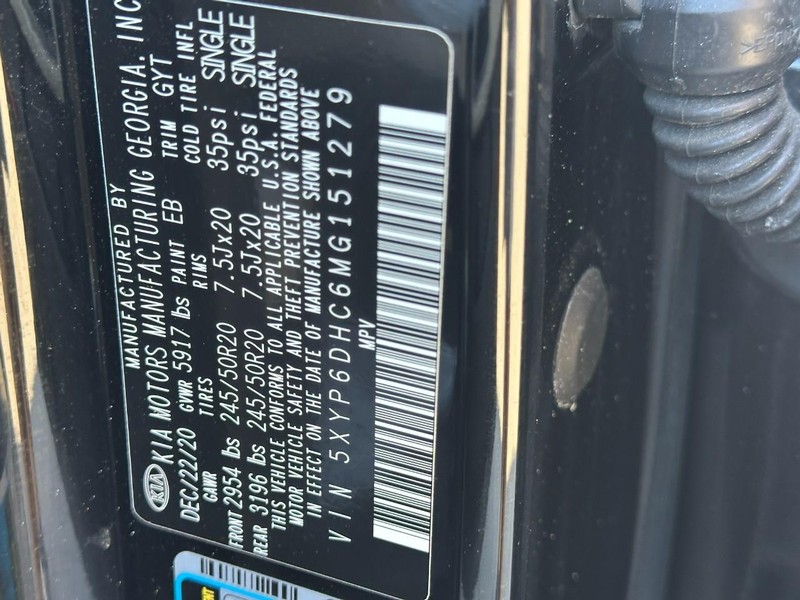 MANUFACTURED BY
KIA KIA MOTORS MANUFACTURING GEORGIA, INC
DEC/22/20 GVWR 5917 lbs PAINT EB TRIM GYT
GAWR TIRES RIMS COLD TIRE INFL
FRONT 2954 lbs 245/50R20 7.5Jx20 35psi SINGLE
REAR 3196 lbs 245/50R20 7.5Jx20 35psi SINGLE
THIS VEHICLE CONFORMS TO ALL APPLICABLE U.S.A. FEDERAL
MOTOR VEHICLE SAFETY AND THEFT PREVENTION STANDARDS
IN EFFECT ON THE DATE OF MANUFACTURE SHOWN ABOVE
VIN 5XYP6DHC6MG151279
MPV